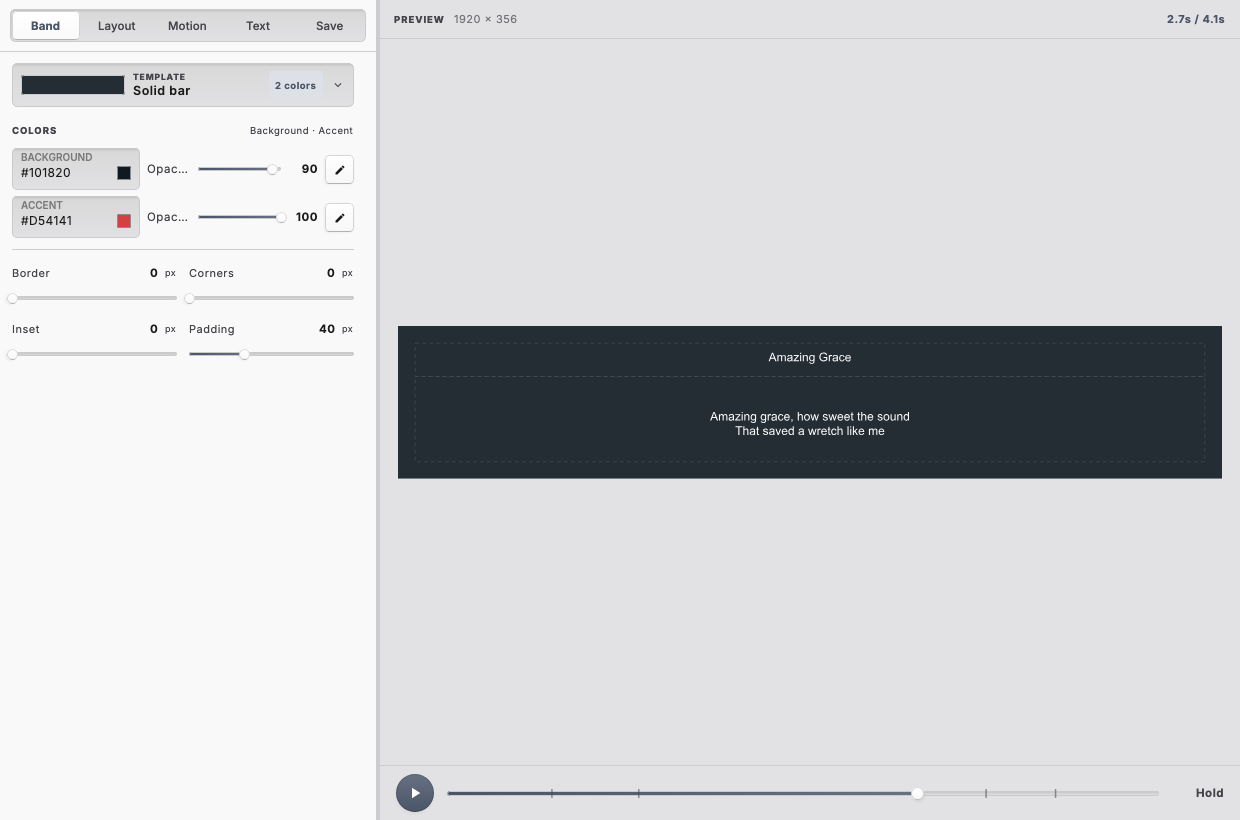 Band Layout Motion Text Save
TEMPLATE
Solid bar
2 colors
COLORS Background · Accent
BACKGROUND
#101820
Opac... 90
ACCENT
#D54141
Opac... 100
Border 0 px Corners 0 px
Inset 0 px Padding 40 px
PREVIEW 1920 × 356 2.7s / 4.1s
Amazing Grace
Amazing grace, how sweet the sound
That saved a wretch like me
Hold